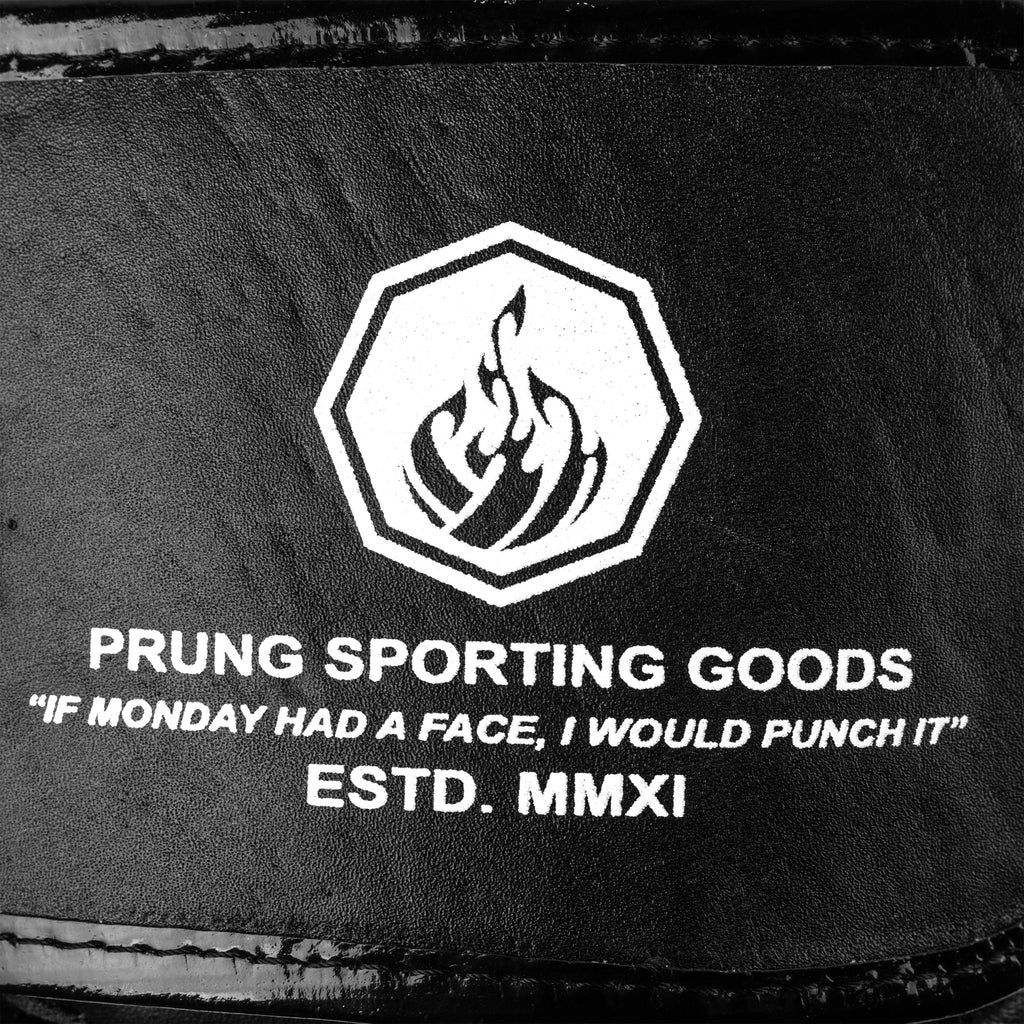 PRUNG SPORTING GOODS
“IF MONDAY HAD A FACE, I WOULD PUNCH IT”
ESTD. MMXI